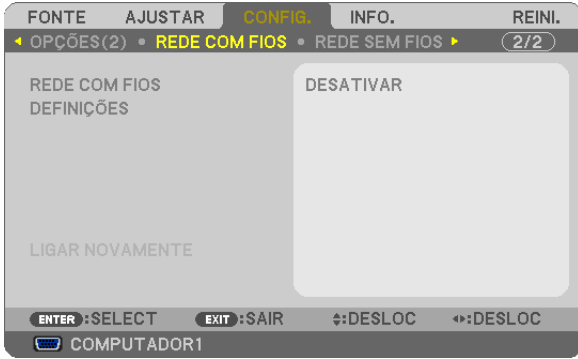 FONTE AJUSTAR CONFIG. INFO. REINI.
OPÇÕES(2) • REDE COM FIOS • REDE SEM FIOS 2/2
REDE COM FIOS DESATIVAR
DEFINIÇÕES
LIGAR NOVAMENTE
ENTER :SELECT EXIT :SAIR :DESLOC :DESLOC
COMPUTADOR1